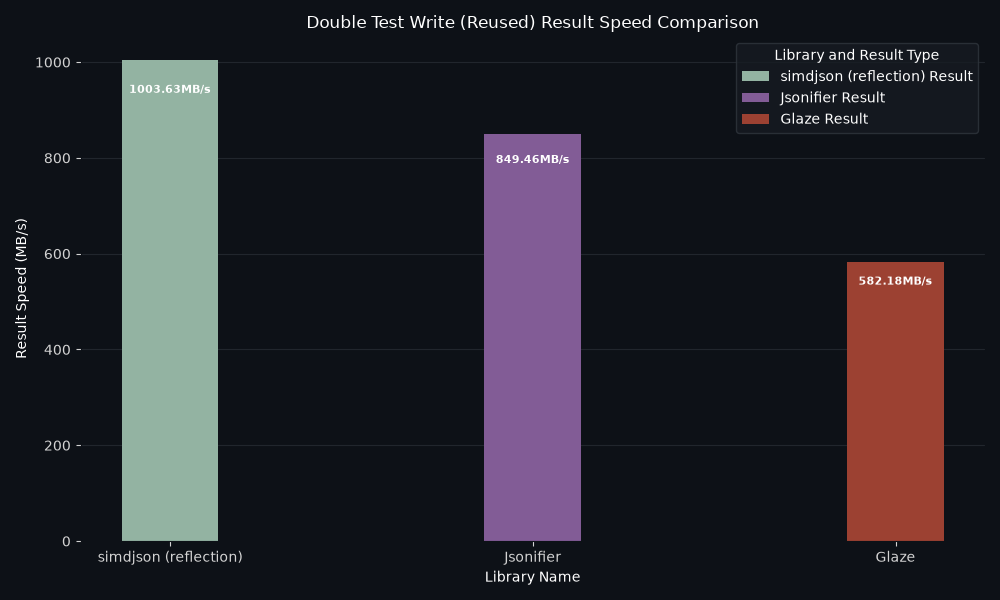 Double Test Write (Reused) Result Speed Comparison
Library and Result Type
simdjson (reflection) Result
Jsonifier Result
Glaze Result
Result Speed (MB/s)
1000
800
600
400
200
0
1003.63MB/s
849.46MB/s
582.18MB/s
simdjson (reflection)
Jsonifier
Glaze
Library Name